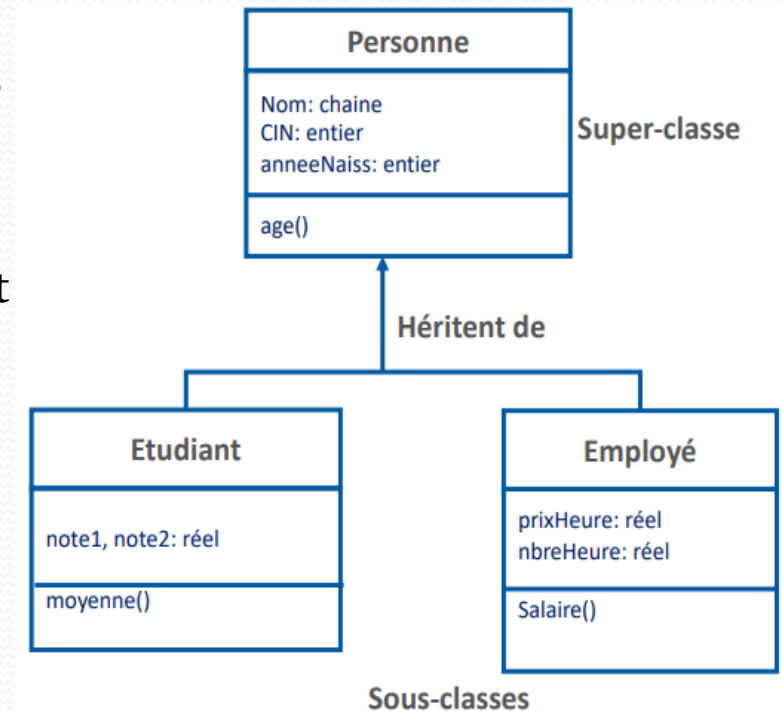 Personne
Nom: chaine
CIN: entier
anneeNaiss: entier
Super-classe
age()
t
Héritent de
Etudiant
Employé
note1, note2: réel
prixHeure: réel
nbreHeure: réel
moyenne()
Salaire()
Sous-classes